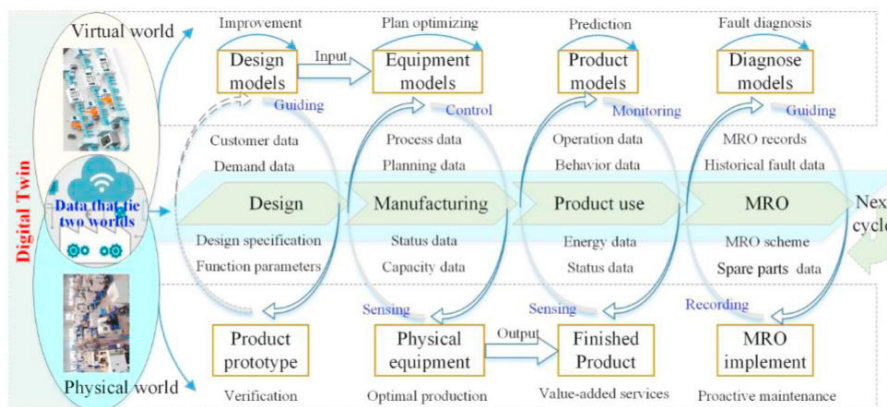 Virtual world
Digital Twin
Data that tie
two worlds
Physical world
Improvement
Plan optimizing
Prediction
Fault diagnosis
Design
models
Input
Equipment
models
Product
models
Diagnose
models
Guiding
Control
Monitoring
Guiding
Customer data
Process data
Operation data
MRO records
Demand data
Planning data
Behavior data
Historical fault data
Design
Manufacturing
Product use
MRO
Next
cycle
Design specification
Status data
Energy data
MRO scheme
Function parameters
Capacity data
Status data
Spare parts data
Sensing
Sensing
Recording
Product
prototype
Physical
equipment
Output
Finished
Product
MRO
implement
Verification
Optimal production
Value-added services
Proactive maintenance